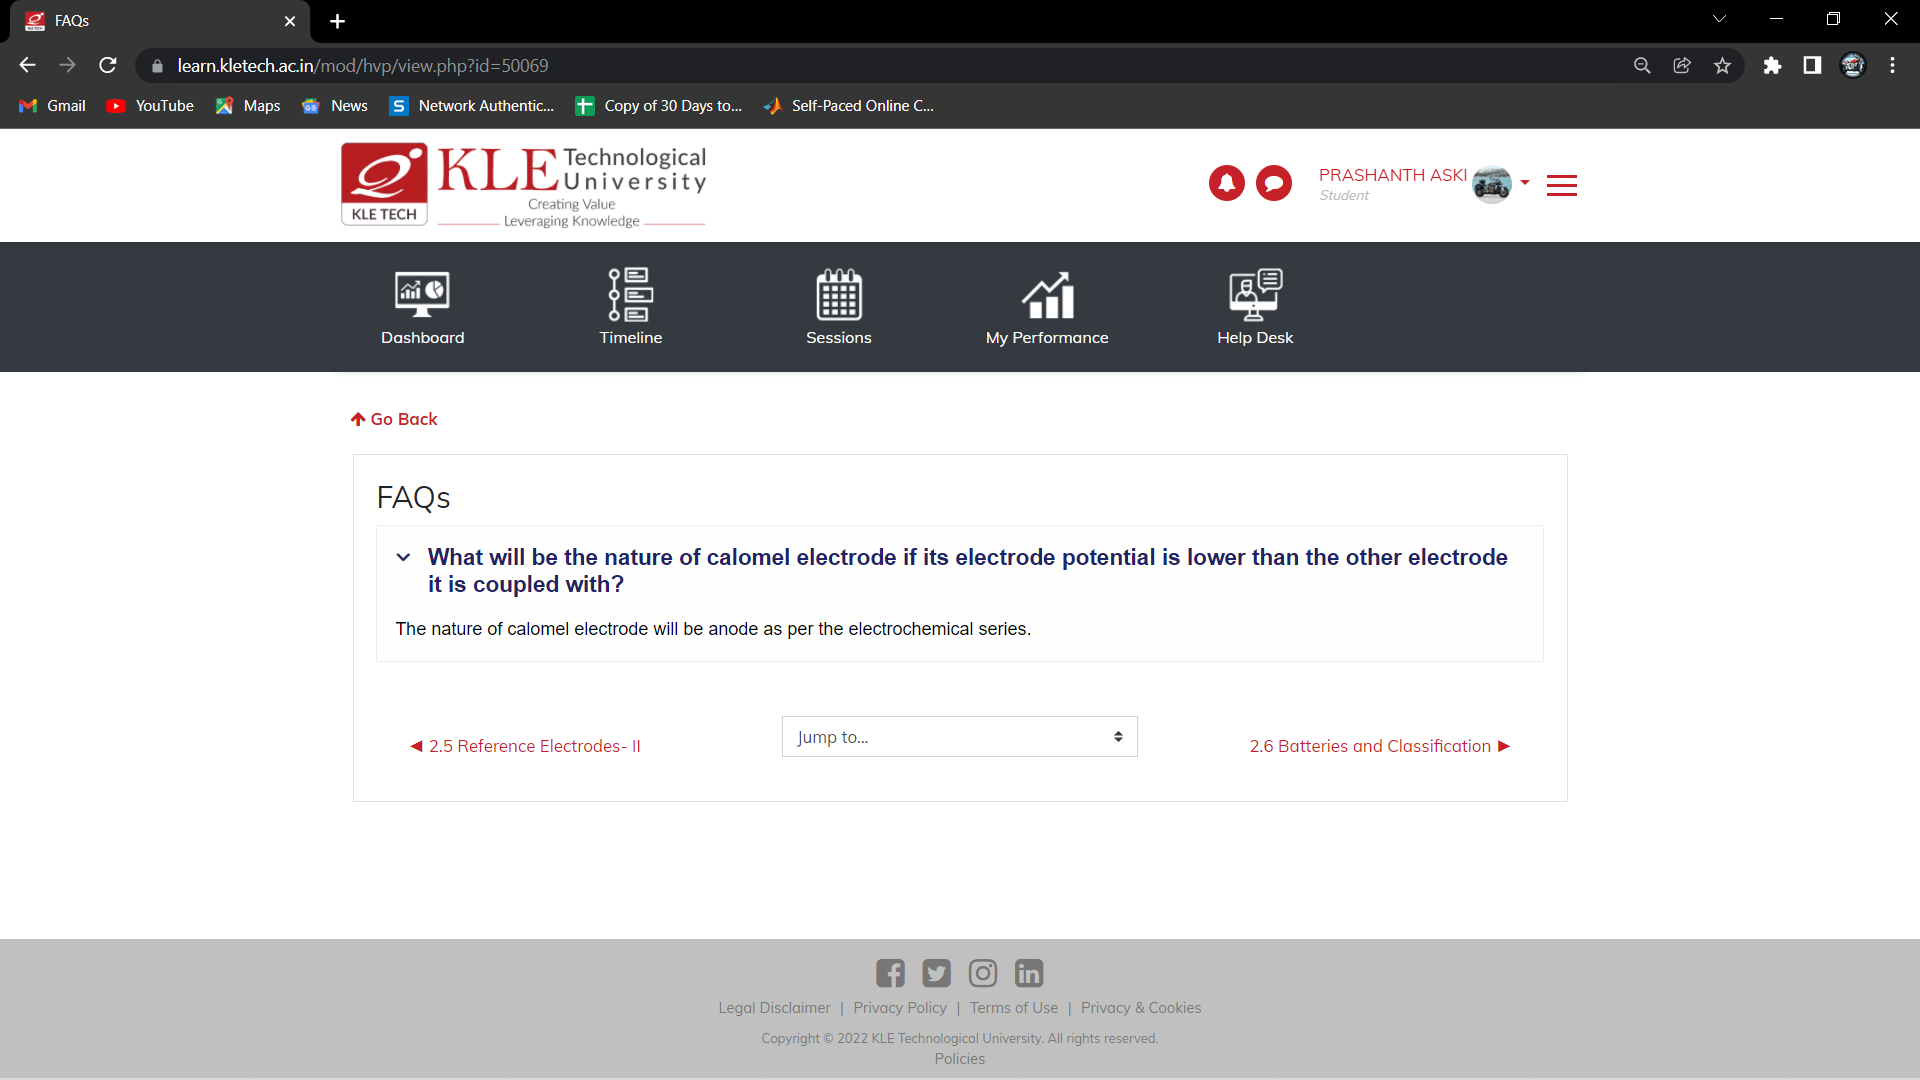 FAQs
learn.kletech.ac.in/mod/hvp/view.php?id=50069
Gmail
YouTube
Maps
News
Network Authentic...
Copy of 30 Days to...
Self-Paced Online C...
KLE TECH
KLE Technological
University
Creating Value
Leveraging Knowledge
PRASHANTH ASKI
Student
Dashboard
Timeline
Sessions
My Performance
Help Desk
Go Back
FAQs
What will be the nature of calomel electrode if its electrode potential is lower than the other electrode
it is coupled with?
The nature of calomel electrode will be anode as per the electrochemical series.
◄ 2.5 Reference Electrodes- II
Jump to...
2.6 Batteries and Classification ►
Legal Disclaimer | Privacy Policy | Terms of Use | Privacy & Cookies
Copyright © 2022 KLE Technological University. All rights reserved.
Policies